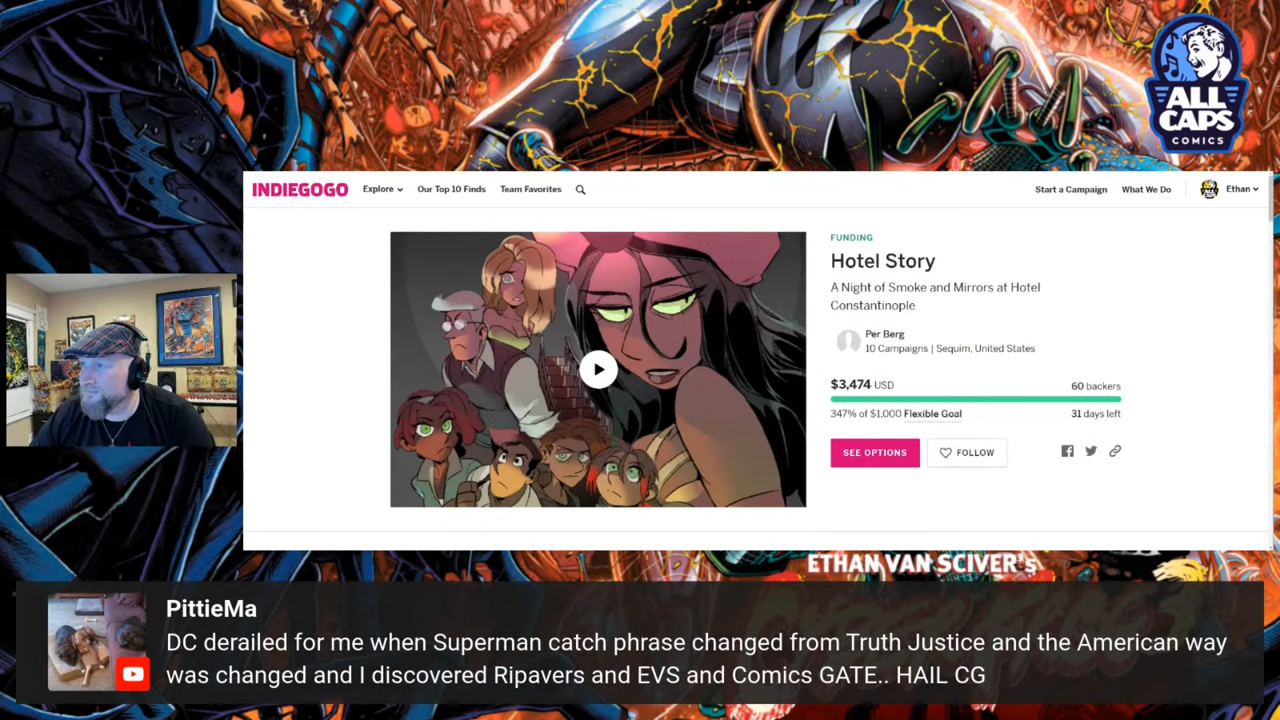 ALL
CAPS
COMICS
INDIEGOGO Explore Our Top 10 Finds Team Favorites Start a Campaign What We Do Ethan
FUNDING
Hotel Story
A Night of Smoke and Mirrors at Hotel
Constantinople
Per Berg
10 Campaigns | Sequim, United States
$3,474 USD 60 backers
347% of $1,000 Flexible Goal 31 days left
SEE OPTIONS FOLLOW
ETHAN VAN SCIVER's
PittieMa
DC derailed for me when Superman catch phrase changed from Truth Justice and the American way
was changed and I discovered Ripavers and EVS and Comics GATE.. HAIL CG